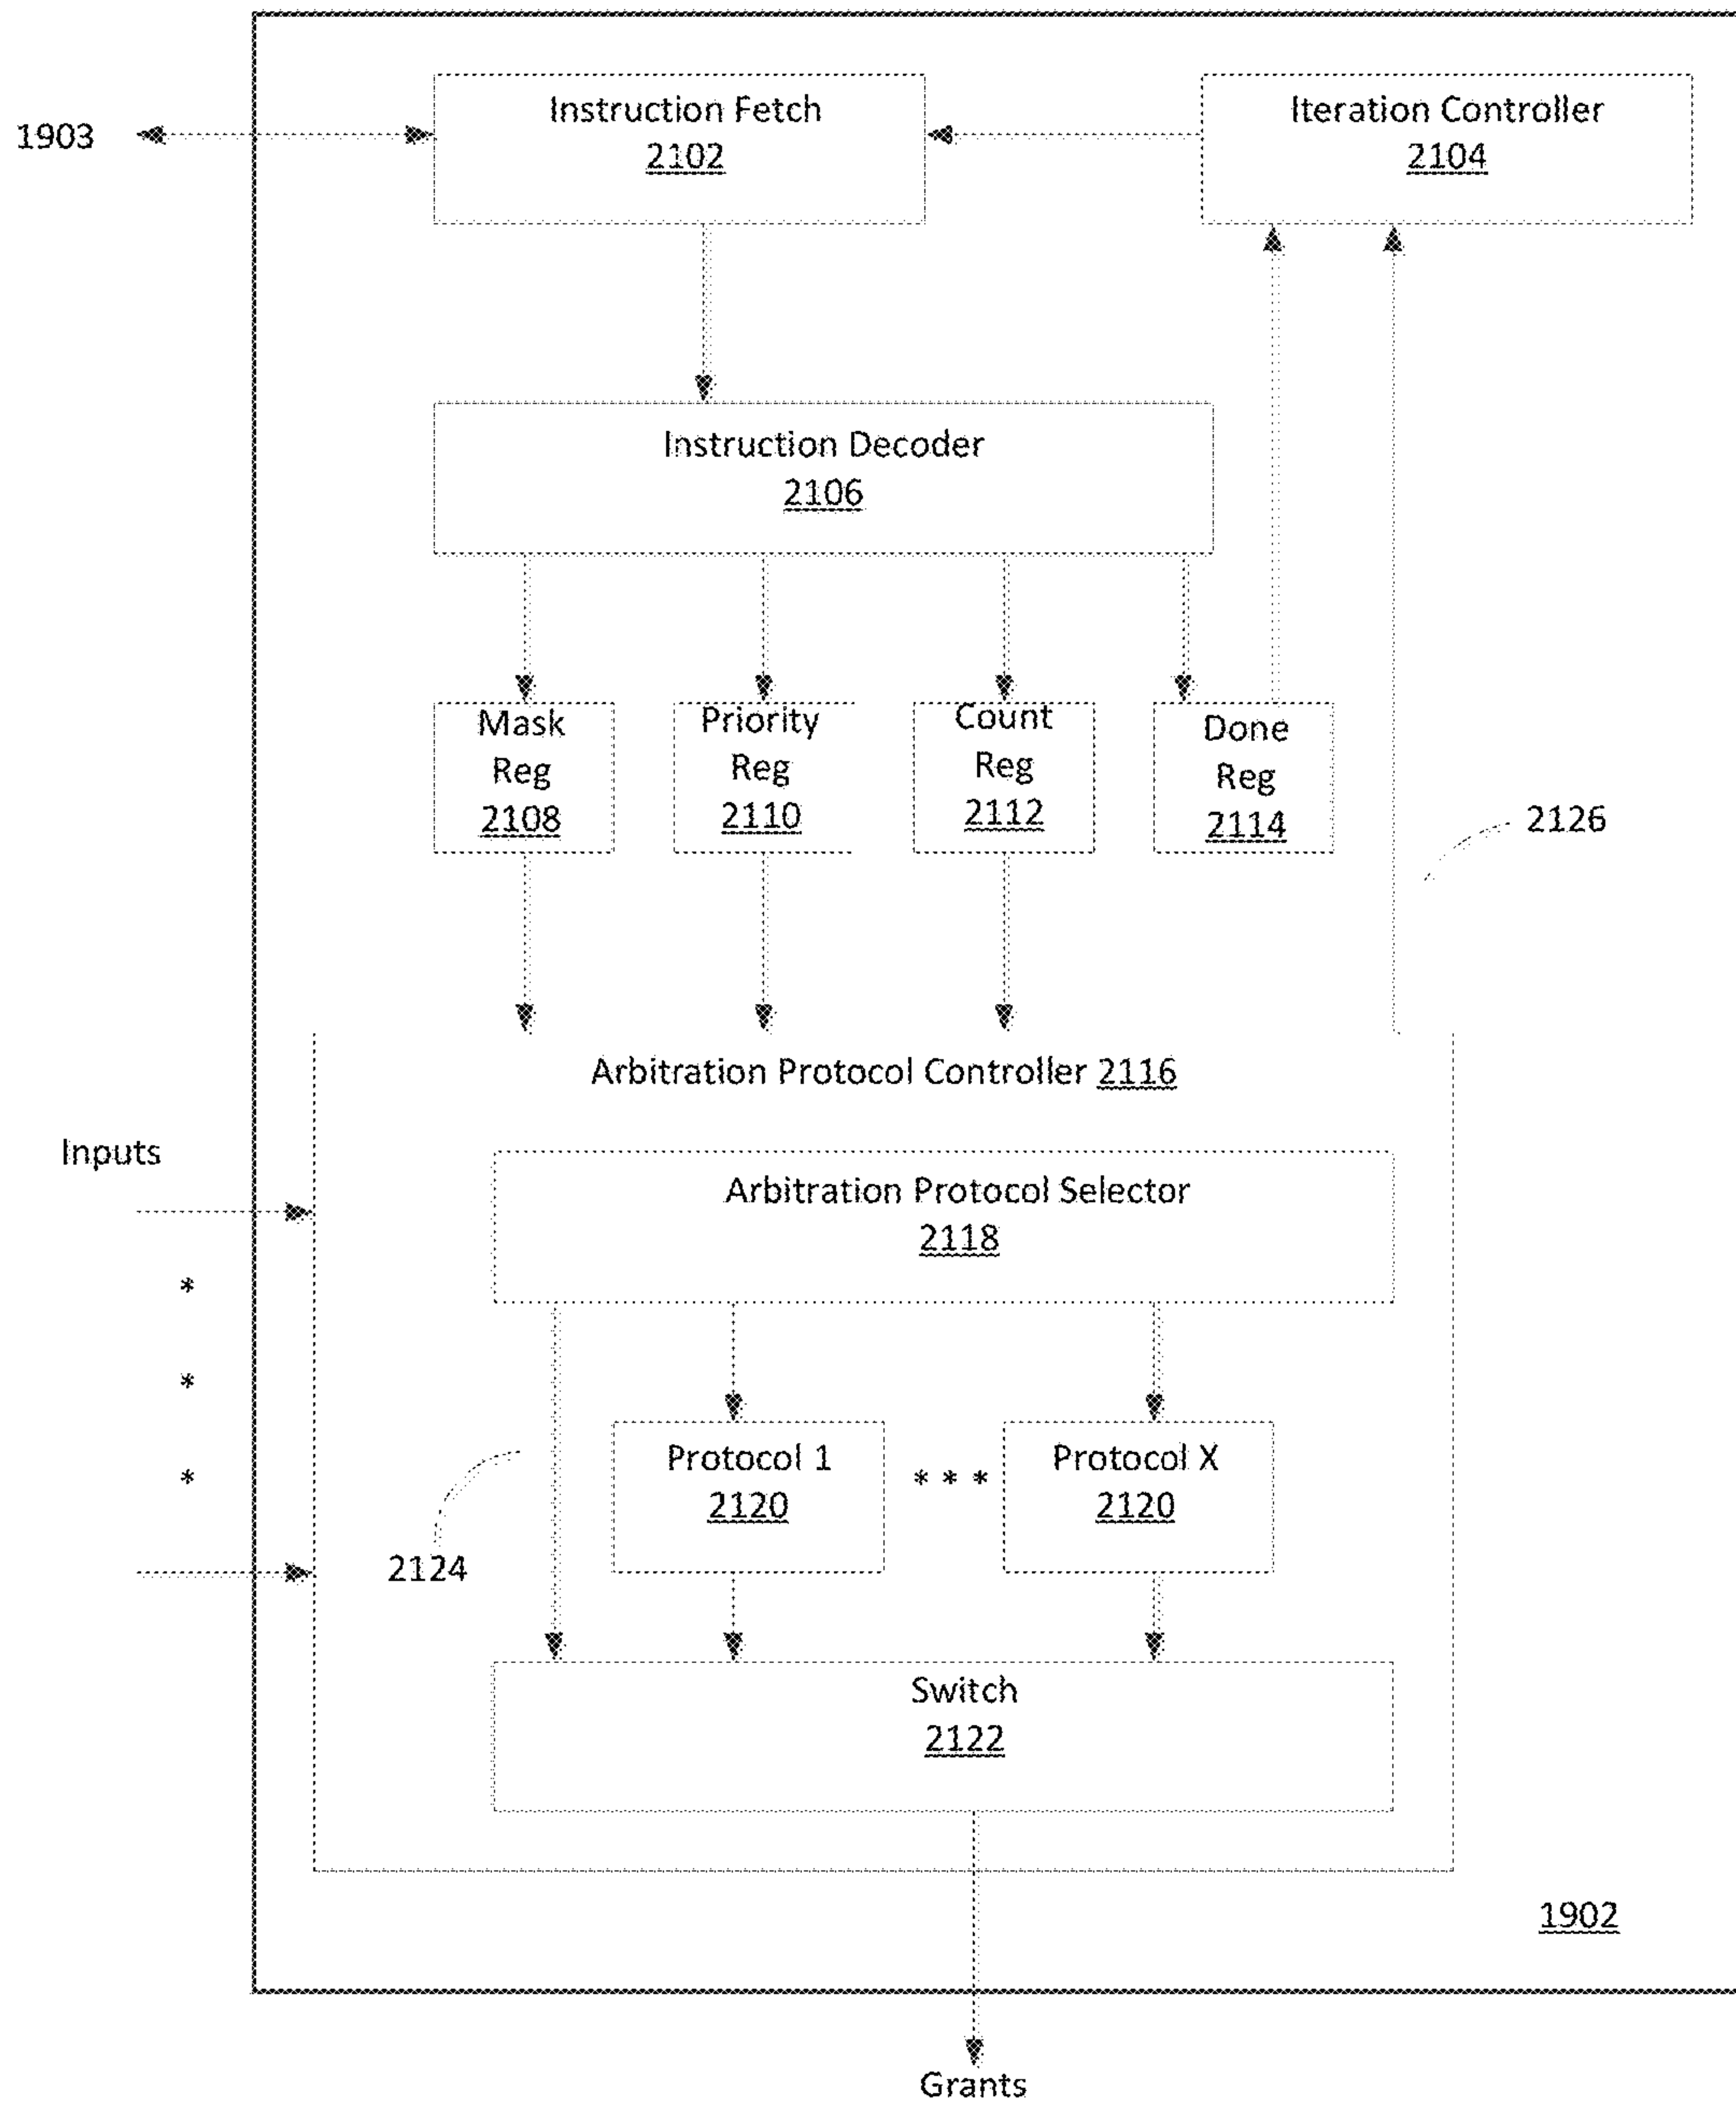 Instruction Fetch
2102
Iteration Controller
2104
1903
Instruction Decoder
2106
Mask
Reg
2108
Priority
Reg
2110
Count
Reg
2112
Done
Reg
2114
2126
Arbitration Protocol Controller 2116
Inputs
Arbitration Protocol Selector
2118
*
*
*
Protocol 1
2120
* * *
Protocol X
2120
2124
Switch
2122
1902
Grants